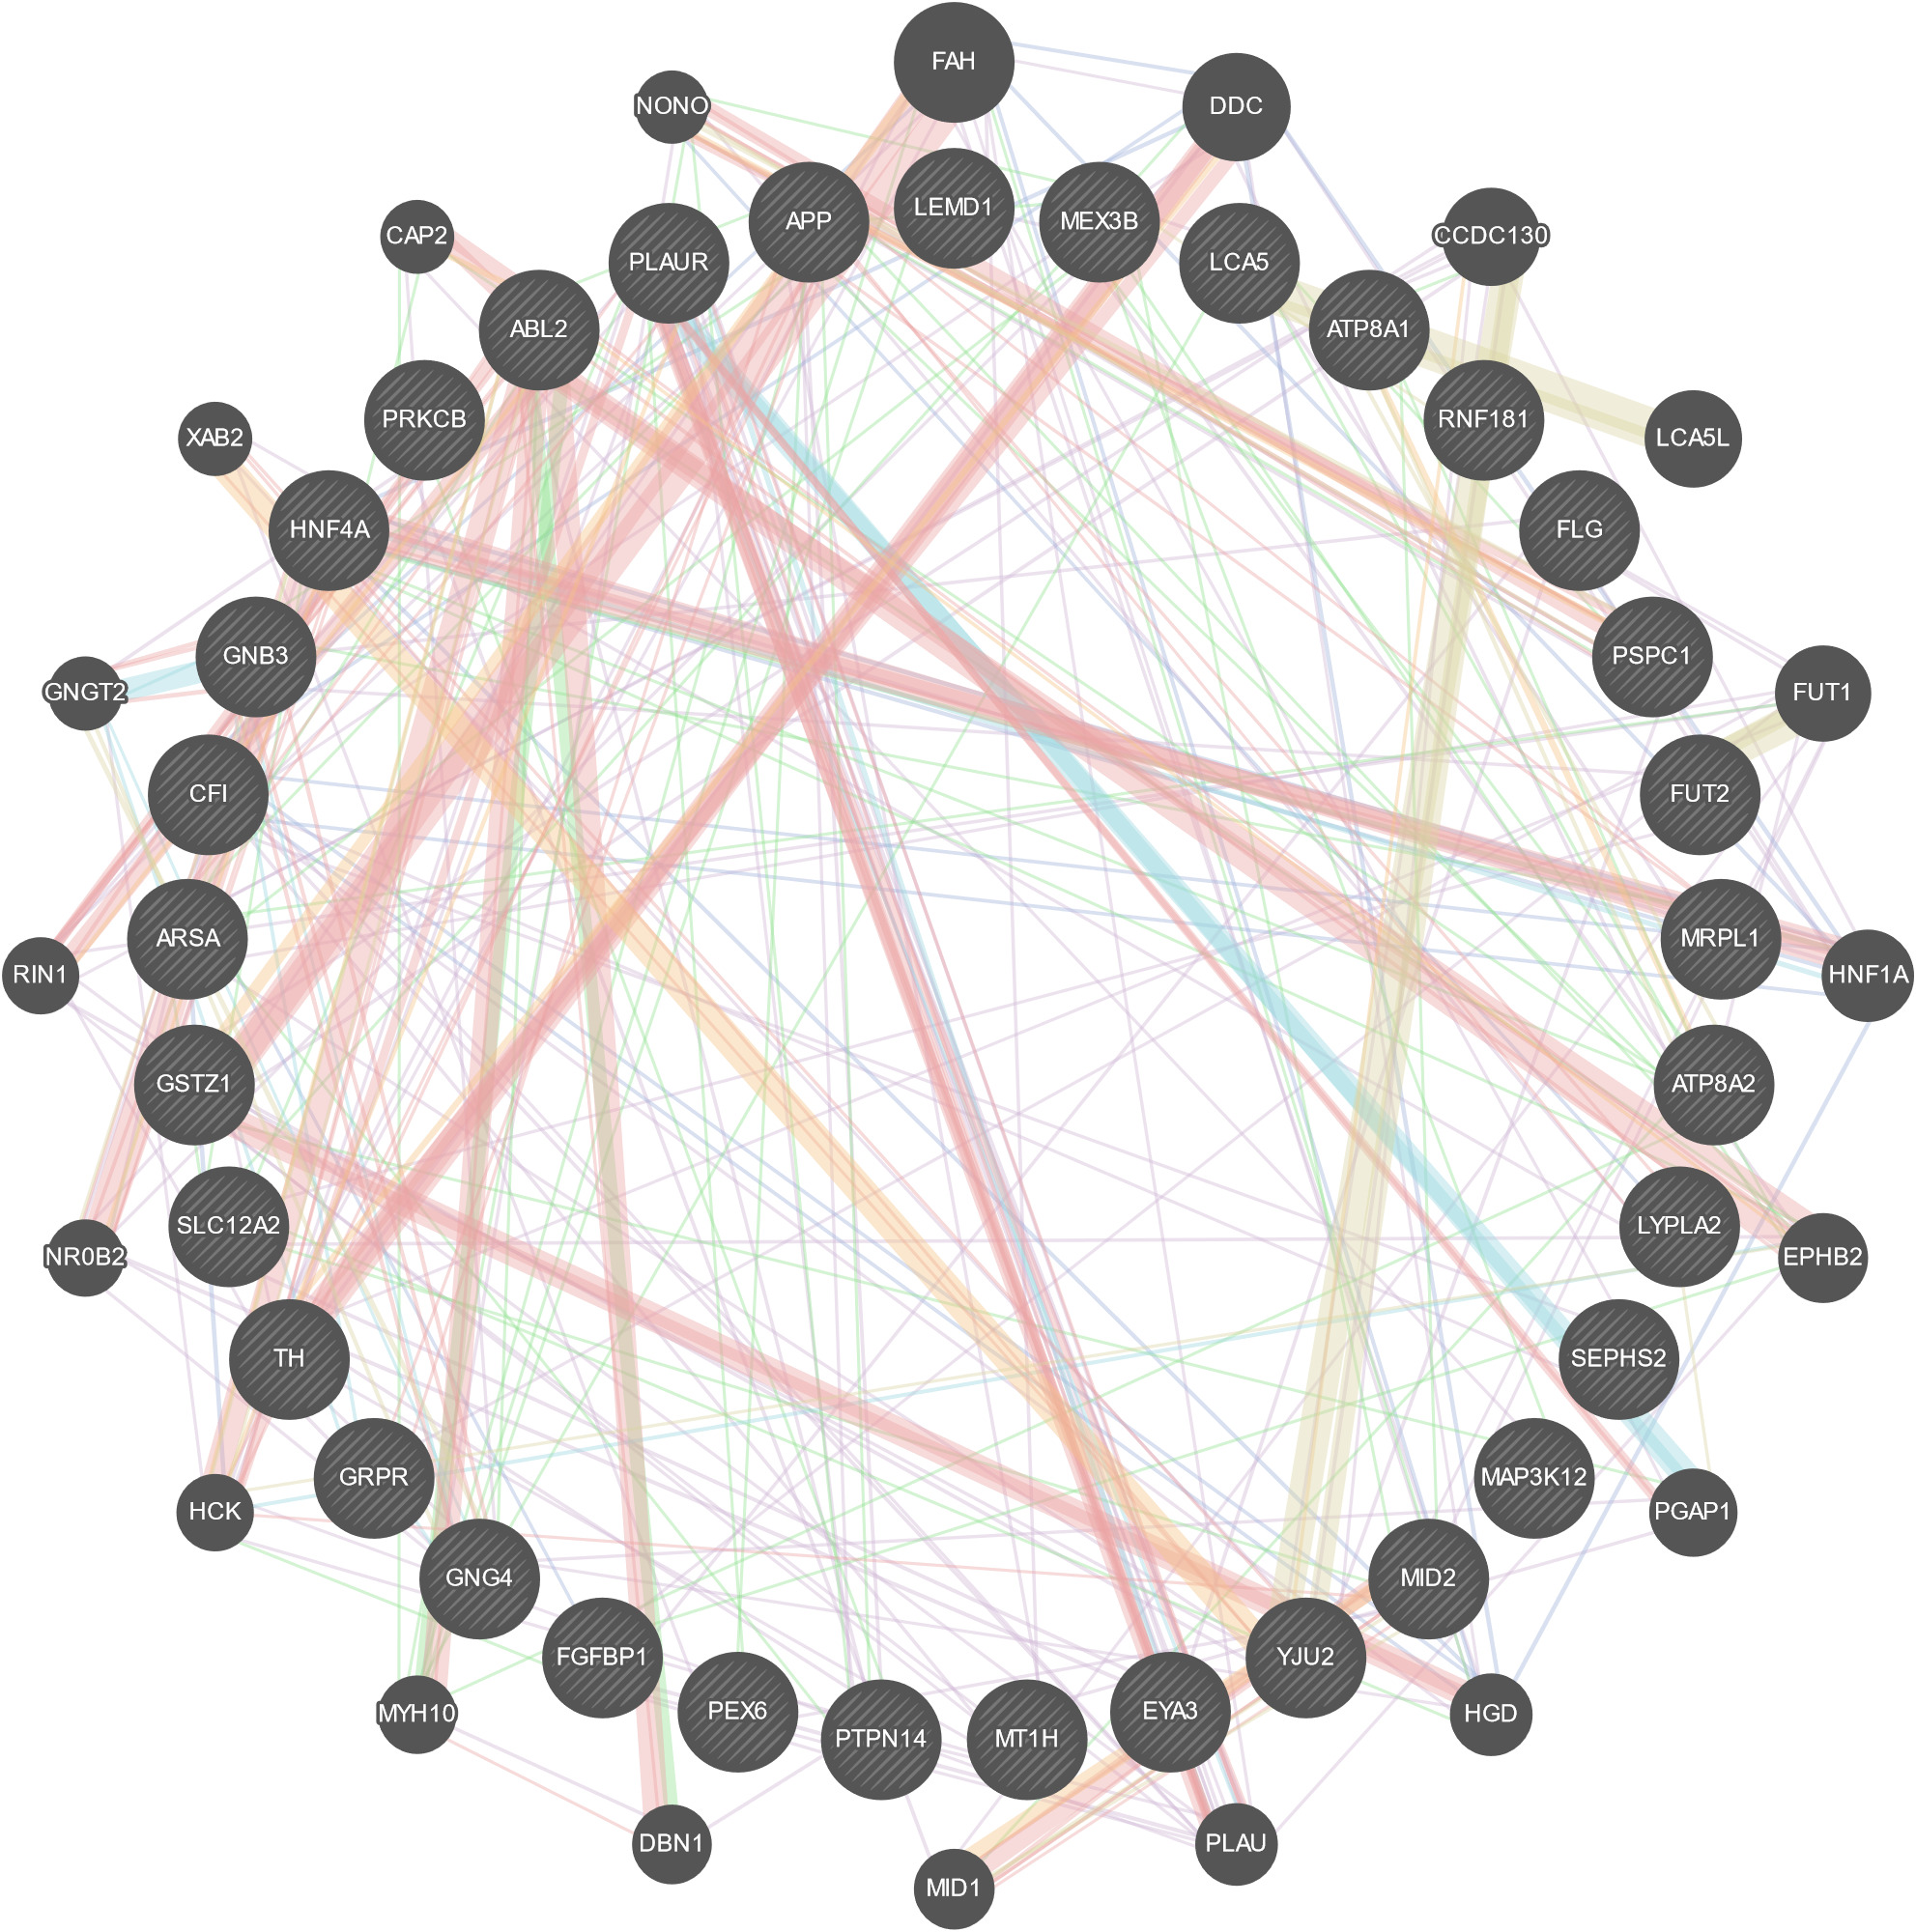 FAH
NONO
DDC
LEMD1
APP
MEX3B
CAP2
CCDC130
PLAUR
LCA5
ABL2
ATP8A1
PRKCB
RNF181
XAB2
LCA5L
HNF4A
FLG
GNB3
PSPC1
GNGT2
FUT1
CFI
FUT2
ARSA
MRPL1
RIN1
HNF1A
GSTZ1
ATP8A2
SLC12A2
LYPLA2
NR0B2
EPHB2
TH
SEPHS2
GRPR
MAP3K12
HCK
PGAP1
GNG4
MID2
FGFBP1
YJU2
PEX6
EYA3
MYH10
HGD
PTPN14
MT1H
DBN1
PLAU
MID1